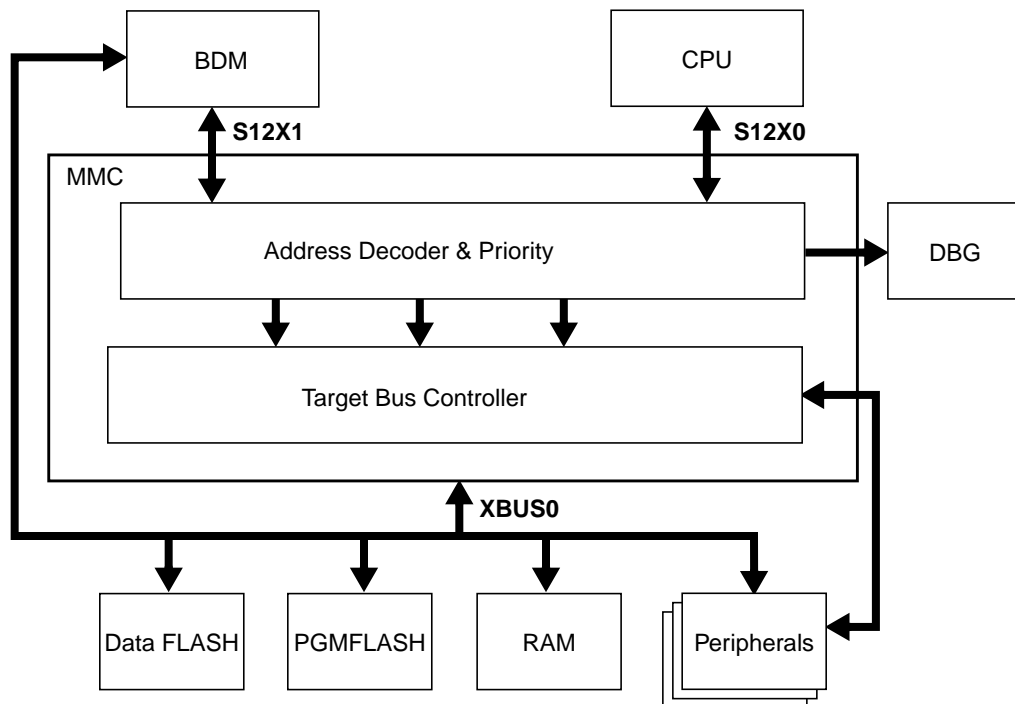 BDM
CPU
S12X1
S12X0
MMC
Address Decoder & Priority
DBG
Target Bus Controller
XBUS0
Data FLASH
PGMFLASH
RAM
Peripherals